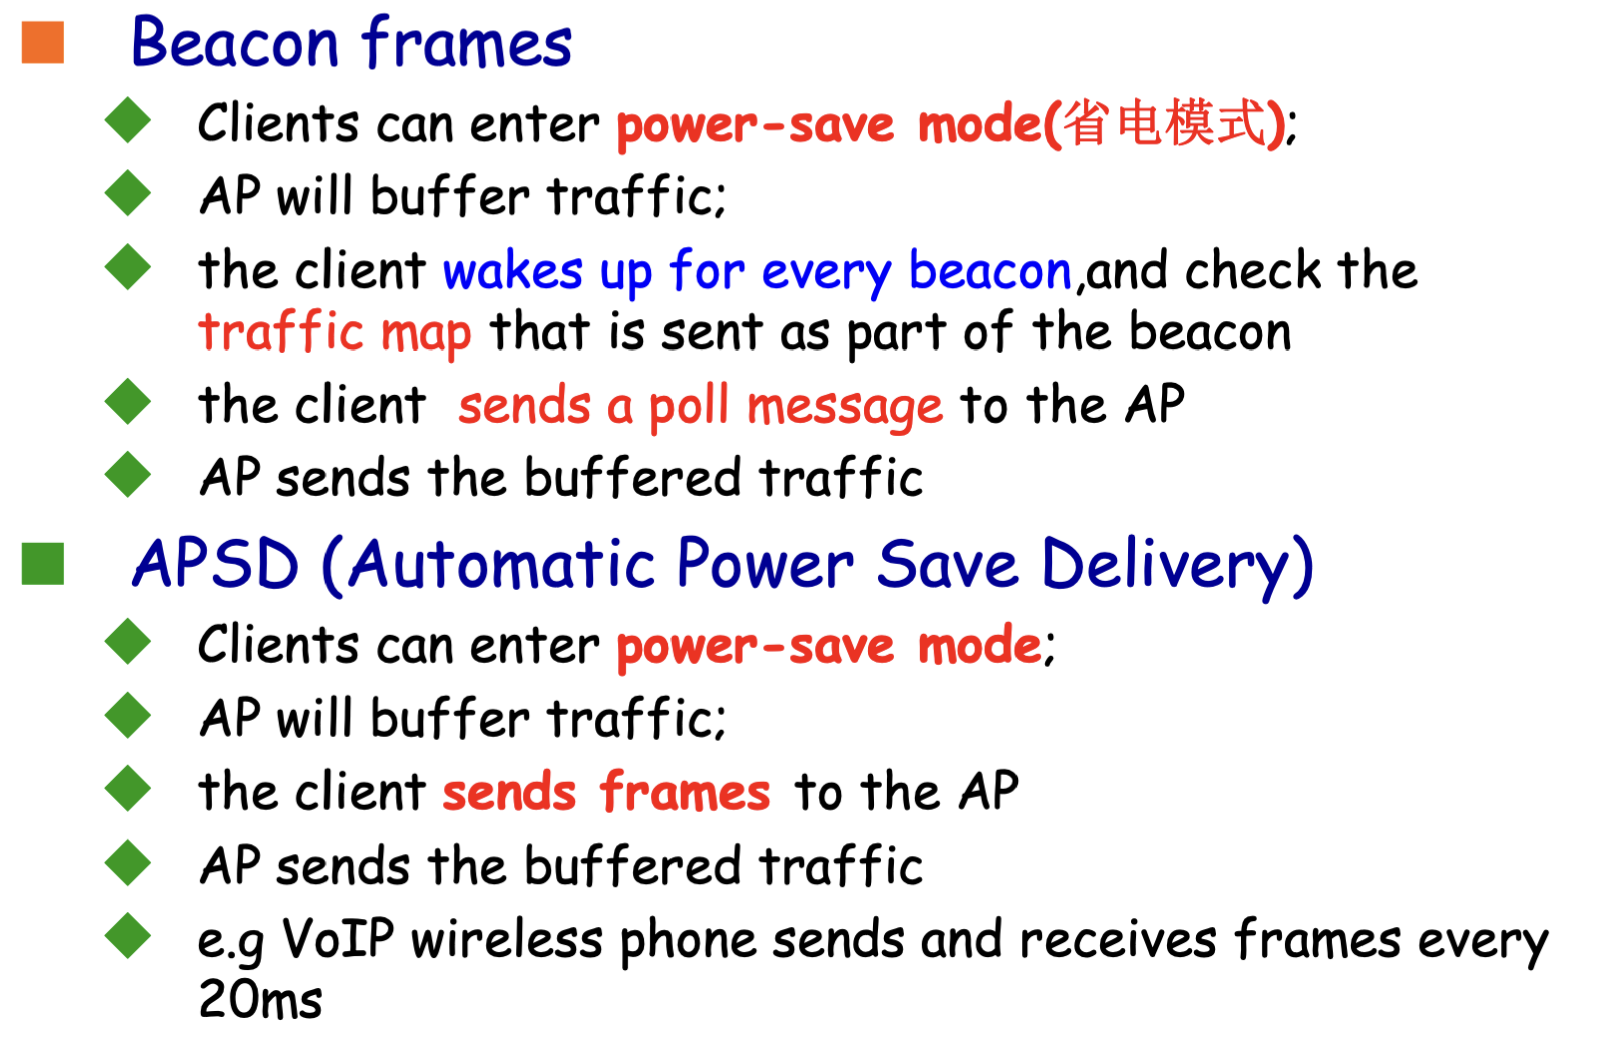 Beacon frames
Clients can enter power-save mode(省电模式);
AP will buffer traffic;
the client wakes up for every beacon,and check the
traffic map that is sent as part of the beacon
the client sends a poll message to the AP
AP sends the buffered traffic
APSD (Automatic Power Save Delivery)
Clients can enter power-save mode;
AP will buffer traffic;
the client sends frames to the AP
AP sends the buffered traffic
e.g VoIP wireless phone sends and receives frames every
20ms